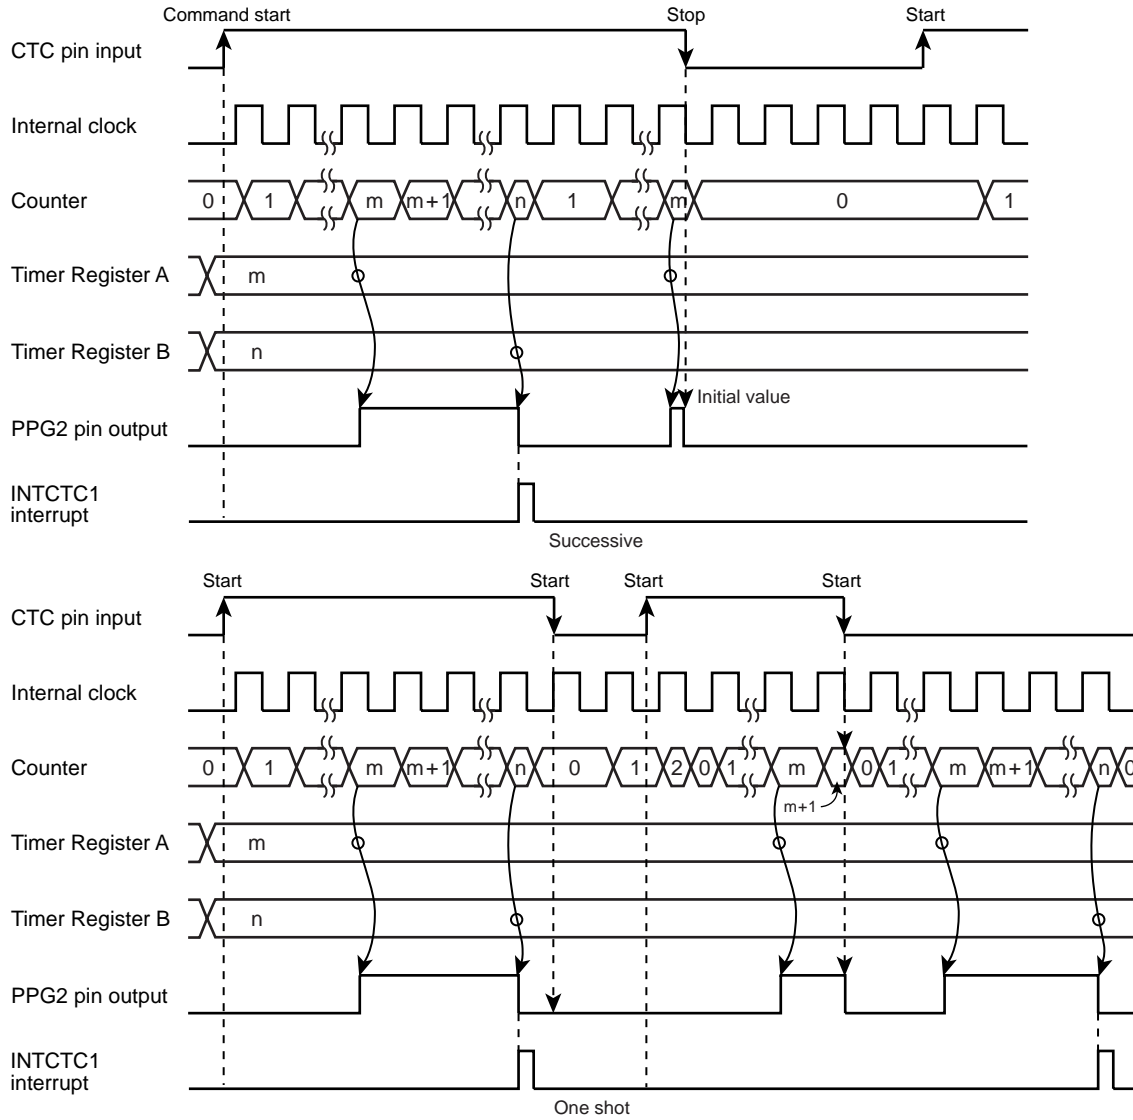 Command start Stop Start
CTC pin input
Internal clock
Counter 0 1 m m+1 n 1 m 0 1
Timer Register A m
Timer Register B n
Initial value
PPG2 pin output
INTCTC1
interrupt
Successive
Start Start Start Start
CTC pin input
Internal clock
Counter 0 1 m m+1 n 0 1 2 0 1 m 0 1 m m+1 n 0
m+1
Timer Register A m
Timer Register B n
PPG2 pin output
INTCTC1
interrupt
One shot